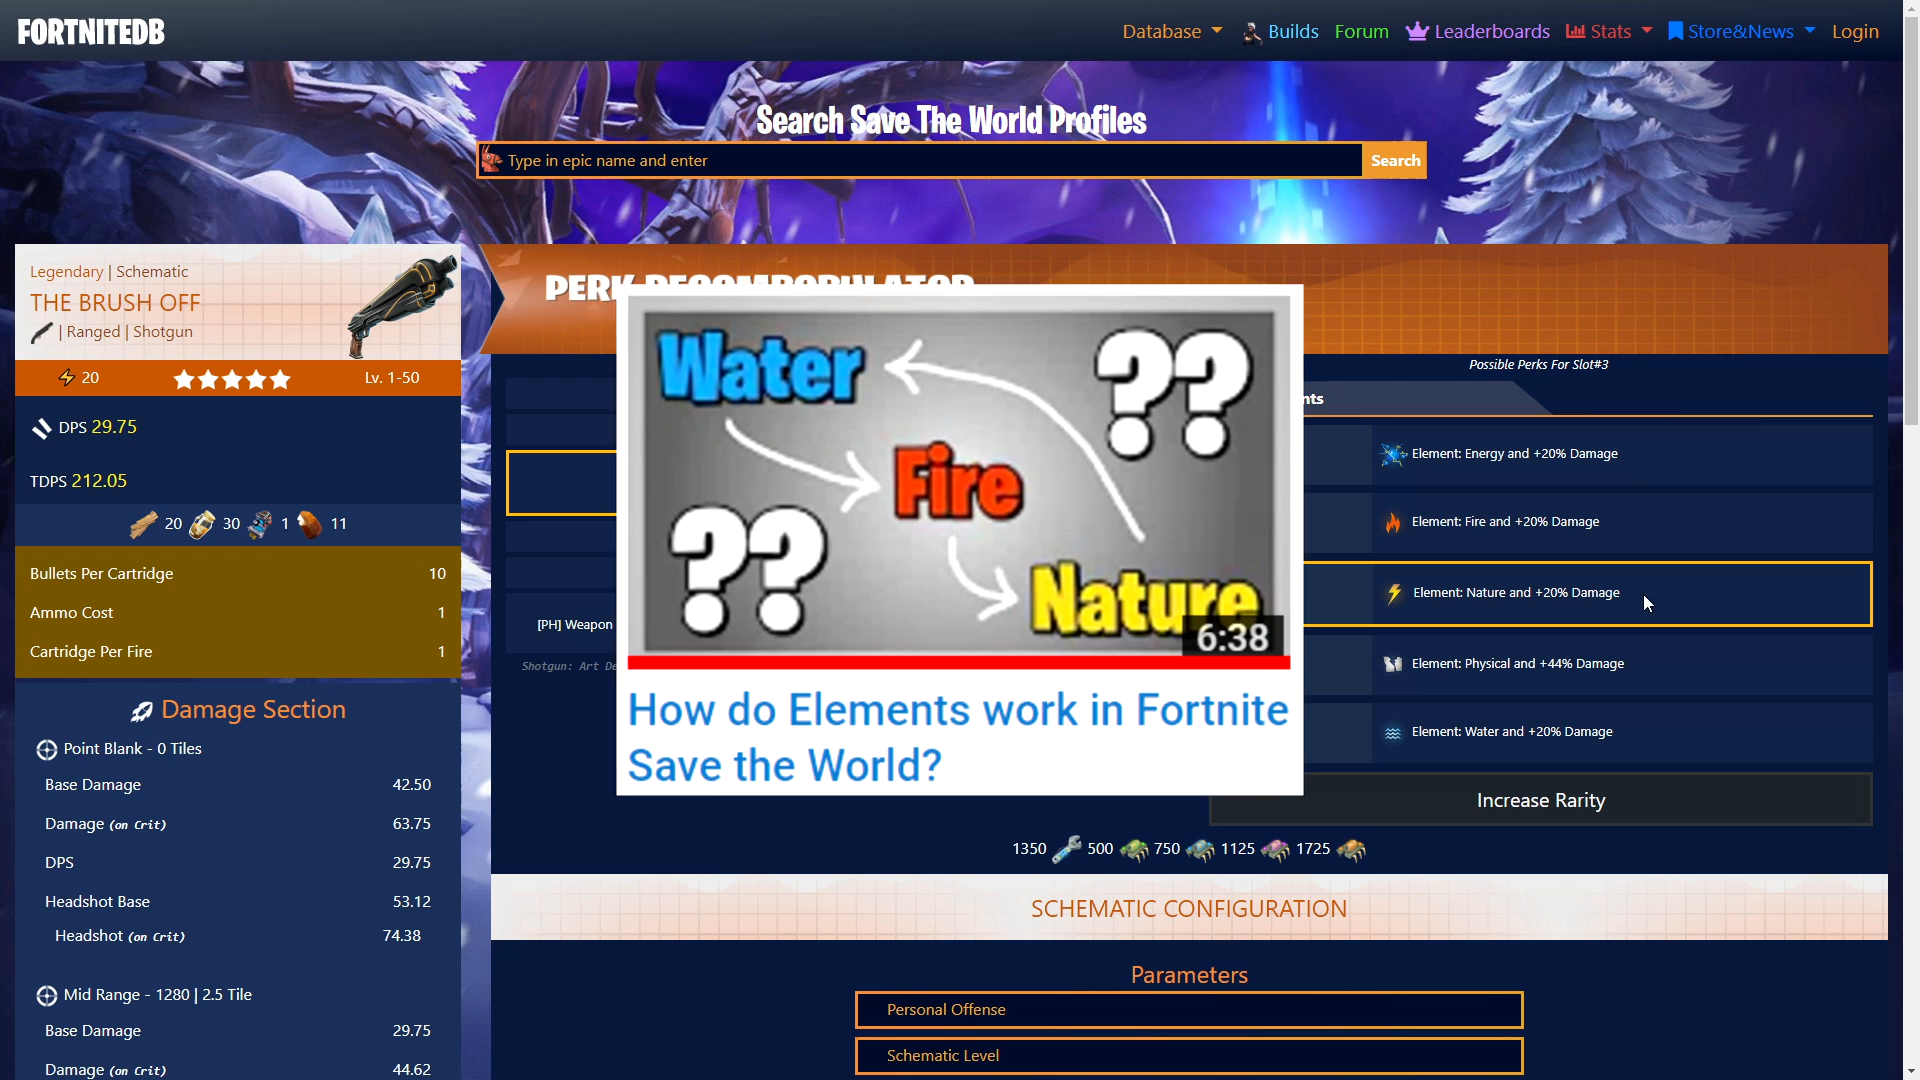 FORTNITEDB
Database Builds Forum Leaderboards Stats Store&News Login
Search Save The World Profiles
Type in epic name and enter Search
Legendary | Schematic
THE BRUSH OFF
| Ranged | Shotgun
20 Lv. 1-50
DPS 29.75
TDPS 212.05
20 30 1 11
Bullets Per Cartridge 10
Ammo Cost 1
Cartridge Per Fire 1
Damage Section
Point Blank - 0 Tiles
Base Damage 42.50
Damage (on Crit) 63.75
DPS 29.75
Headshot Base 53.12
Headshot (on Crit) 74.38
Mid Range - 1280 | 2.5 Tile
Base Damage 29.75
Damage (on Crit) 44.62
PERK RECOMBOBULATOR
Possible Perks For Slot#3
nts
Element: Energy and +20% Damage
Element: Fire and +20% Damage
Element: Nature and +20% Damage
Element: Physical and +44% Damage
Element: Water and +20% Damage
Increase Rarity
[PH] Weapon
Shotgun: Art De
Water ??
Fire
?? Nature
6:38
How do Elements work in Fortnite
Save the World?
1350 500 750 1125 1725
SCHEMATIC CONFIGURATION
Parameters
Personal Offense
Schematic Level